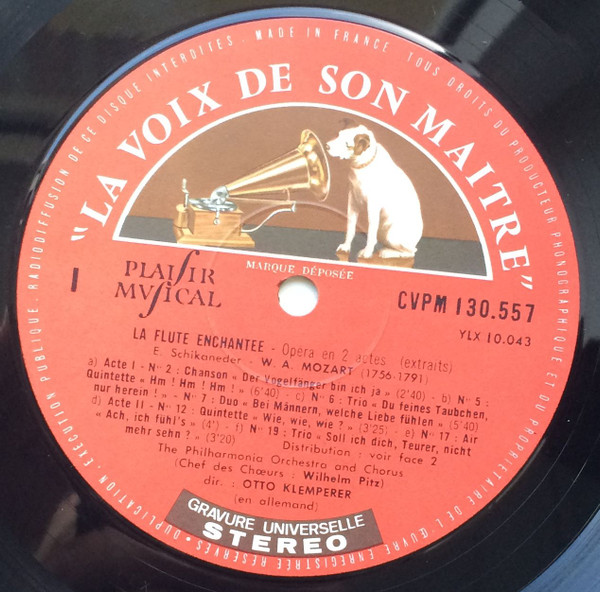 EXÉCUTION PUBLIQUE · RADIODIFFUSION DE CE DISQUE INTERDITES · MADE IN FRANCE · TOUS DROITS DU PRODUCTEUR PHONOGRAPHIQUE ET DU PROPRIETAIRE DE L'ŒUVRE ENREGISTRÉE RÉSERVÉS · DUPLICATION ·
"LA VOIX DE SON MAITRE"
MARQUE DÉPOSÉE
I
PLAISIR
MVSICAL
CVPM 130.557
YLX 10.043
LA FLUTE ENCHANTEE - Opéra en 2 actes (extraits)
E. Schikaneder - W. A. MOZART (1756-1791)
a) Acte I - N° 2 : Chanson « Der Vogelfänger bin ich ja » (2'40) - b) N° 5 :
Quintette « Hm ! Hm ! Hm ! » (6'40) - c) N° 6 : Trio « Du feines Täubchen,
nur herein ! » - N° 7 : Duo « Bei Männern, welche Liebe fühlen » (5'40)
d) Acte II - N° 12 : Quintette « Wie, wie, wie ? » (3'25) - e) N° 17 : Air
« Ach, ich fühl's » (4') - f) N° 19 : Trio « Soll ich dich, Teurer, nicht
mehr sehn ? » (3'20) Distribution : voir face 2
The Philharmonia Orchestra and Chorus
(Chef des Chœurs : Wilhelm Pitz)
dir. : OTTO KLEMPERER
(en allemand)
GRAVURE UNIVERSELLE
STEREO